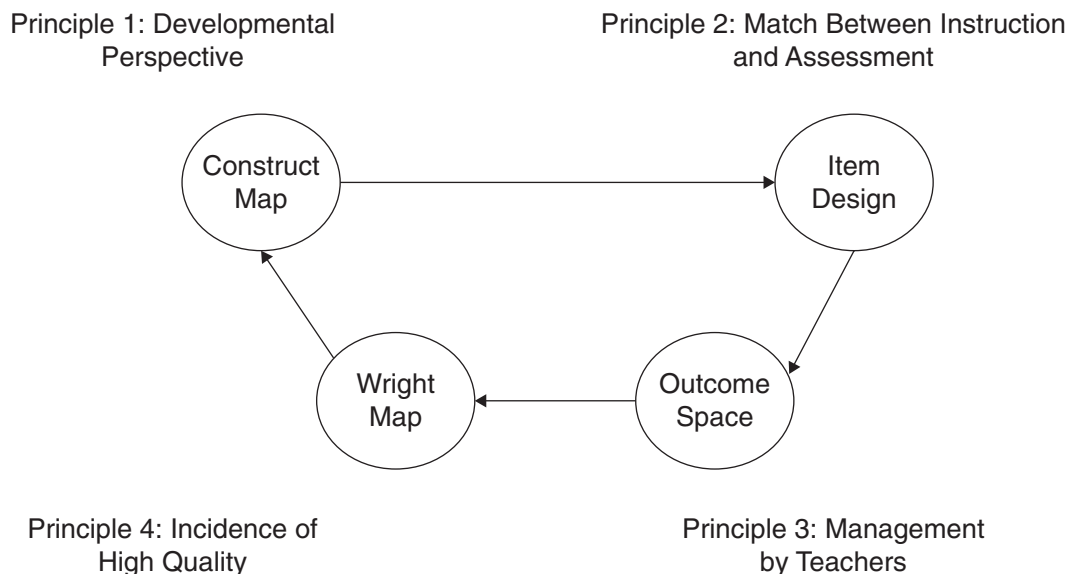 Principle 1: Developmental
Perspective
Principle 2: Match Between Instruction
and Assessment
Construct
Map
Item
Design
Wright
Map
Outcome
Space
Principle 4: Incidence of
High Quality
Principle 3: Management
by Teachers